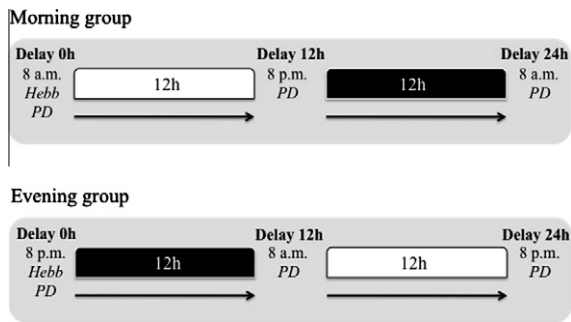 Morning group
Delay 0h Delay 12h Delay 24h
8 a.m. 8 p.m. 8 a.m.
Hebb PD PD
PD
12h 12h
Evening group
Delay 0h Delay 12h Delay 24h
8 p.m. 8 a.m. 8 p.m.
Hebb PD PD
PD
12h 12h